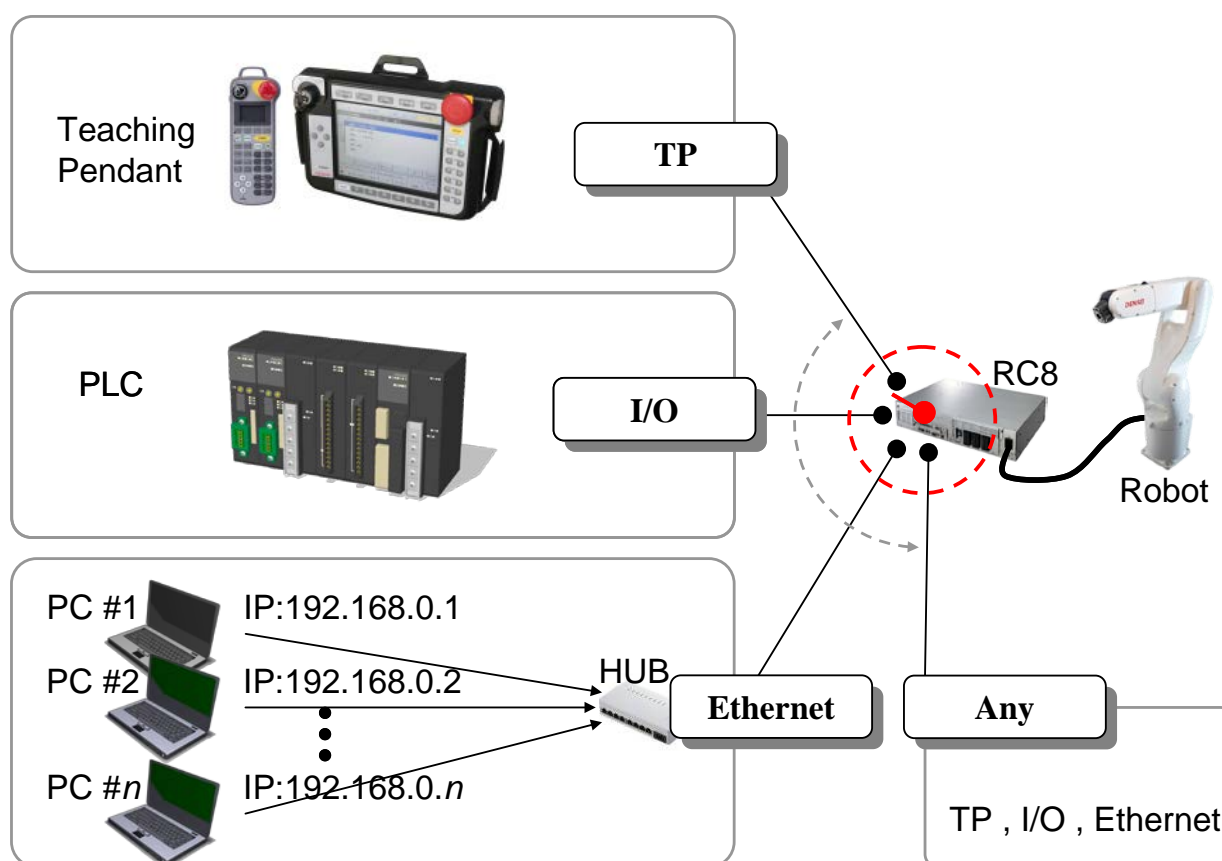 Teaching
Pendant
TP
PLC
I/O
RC8
DENSO
Robot
PC #1 IP:192.168.0.1
PC #2 IP:192.168.0.2
HUB
PC #n IP:192.168.0.n
Ethernet
Any
TP , I/O , Ethernet